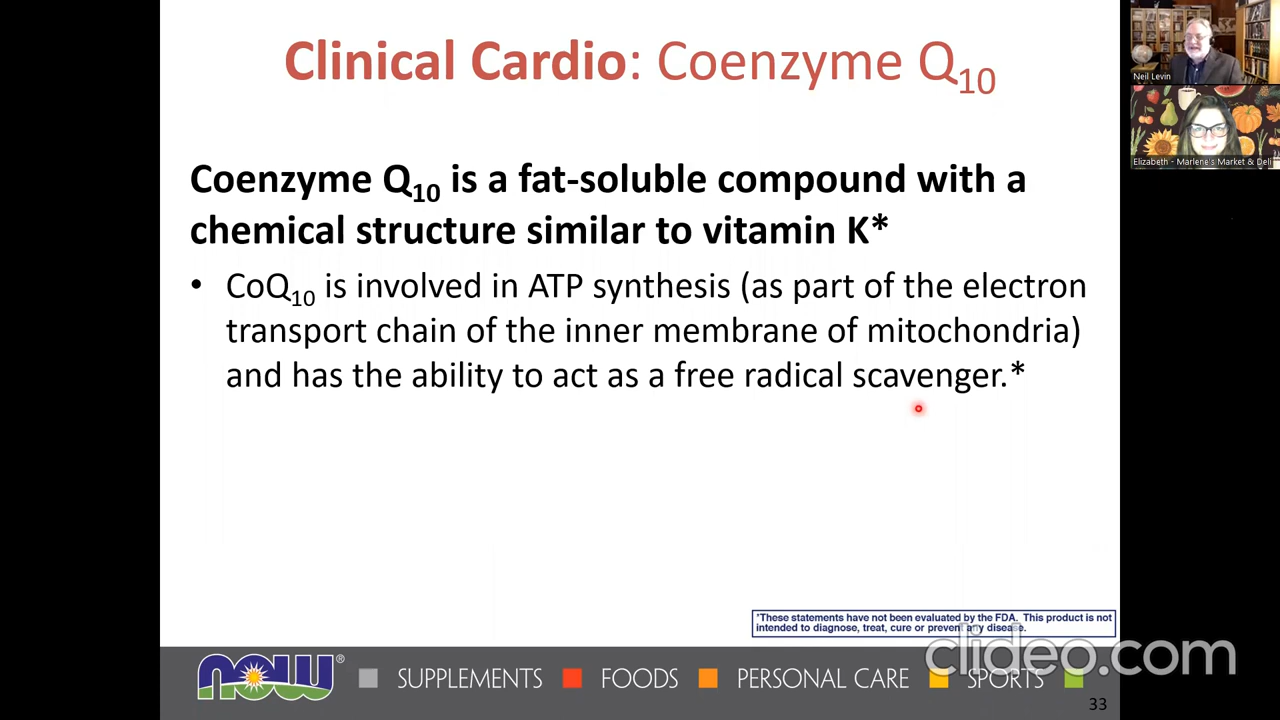 Clinical Cardio: Coenzyme Q10
Neil Levin
Elizabeth - Marlene's Market & Deli
Coenzyme Q10 is a fat-soluble compound with a
chemical structure similar to vitamin K*
• CoQ10 is involved in ATP synthesis (as part of the electron
transport chain of the inner membrane of mitochondria)
and has the ability to act as a free radical scavenger.*
*These statements have not been evaluated by the FDA. This product is not
intended to diagnose, treat, cure or prevent any disease.
clideo.com
NOW® SUPPLEMENTS FOODS PERSONAL CARE SPORTS
33